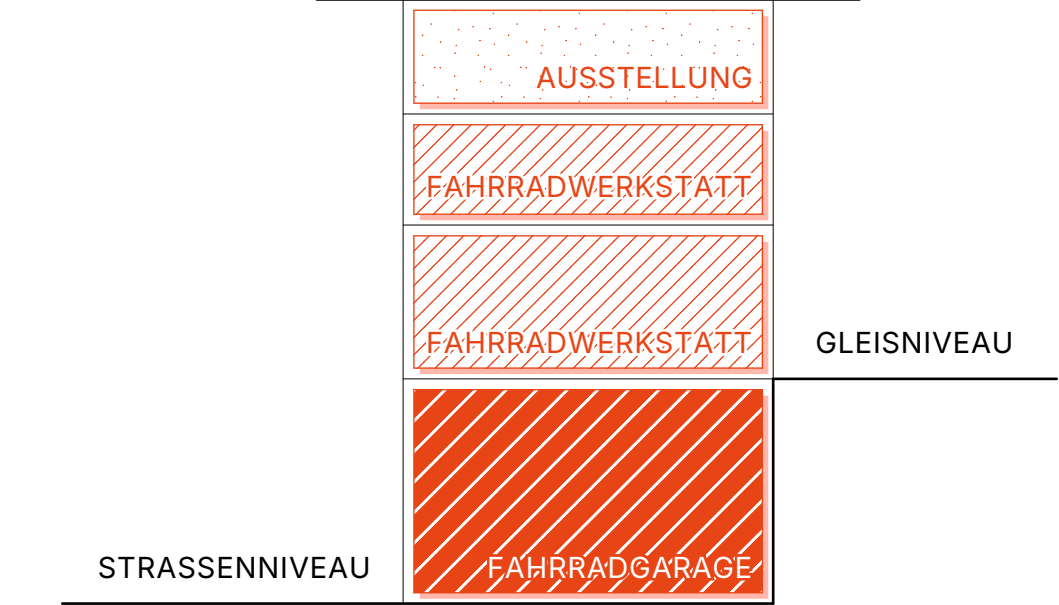 AUSSTELLUNG
FAHRRADWERKSTATT
FAHRRADWERKSTATT
GLEISNIVEAU
STRASSENNIVEAU
FAHRRADGARAGE